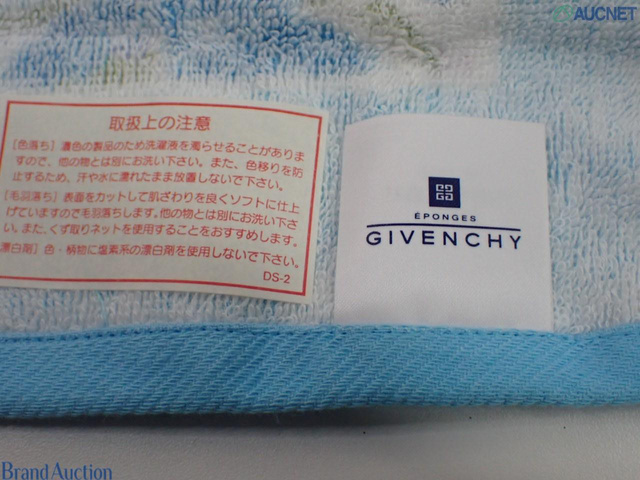 AUCNET
取扱上の注意
[色落ち] 濃色の製品のため洗濯液を濁らせることがありま
すので、他の物とは別にお洗い下さい。また、色移りを防
止するため、汗や水に濡れたまま放置しないで下さい。
[毛羽落ち] 表面をカットして肌ざわりを良くソフトに仕上
げていますので毛羽落ちします。他の物とは別にお洗い下さ
い。また、くず取りネットを使用することをおすすめします。
漂白剤] 色・柄物に塩素系の漂白剤を使用しないで下さい。
DS-2
ÉPONGES
GIVENCHY
Brand Auction